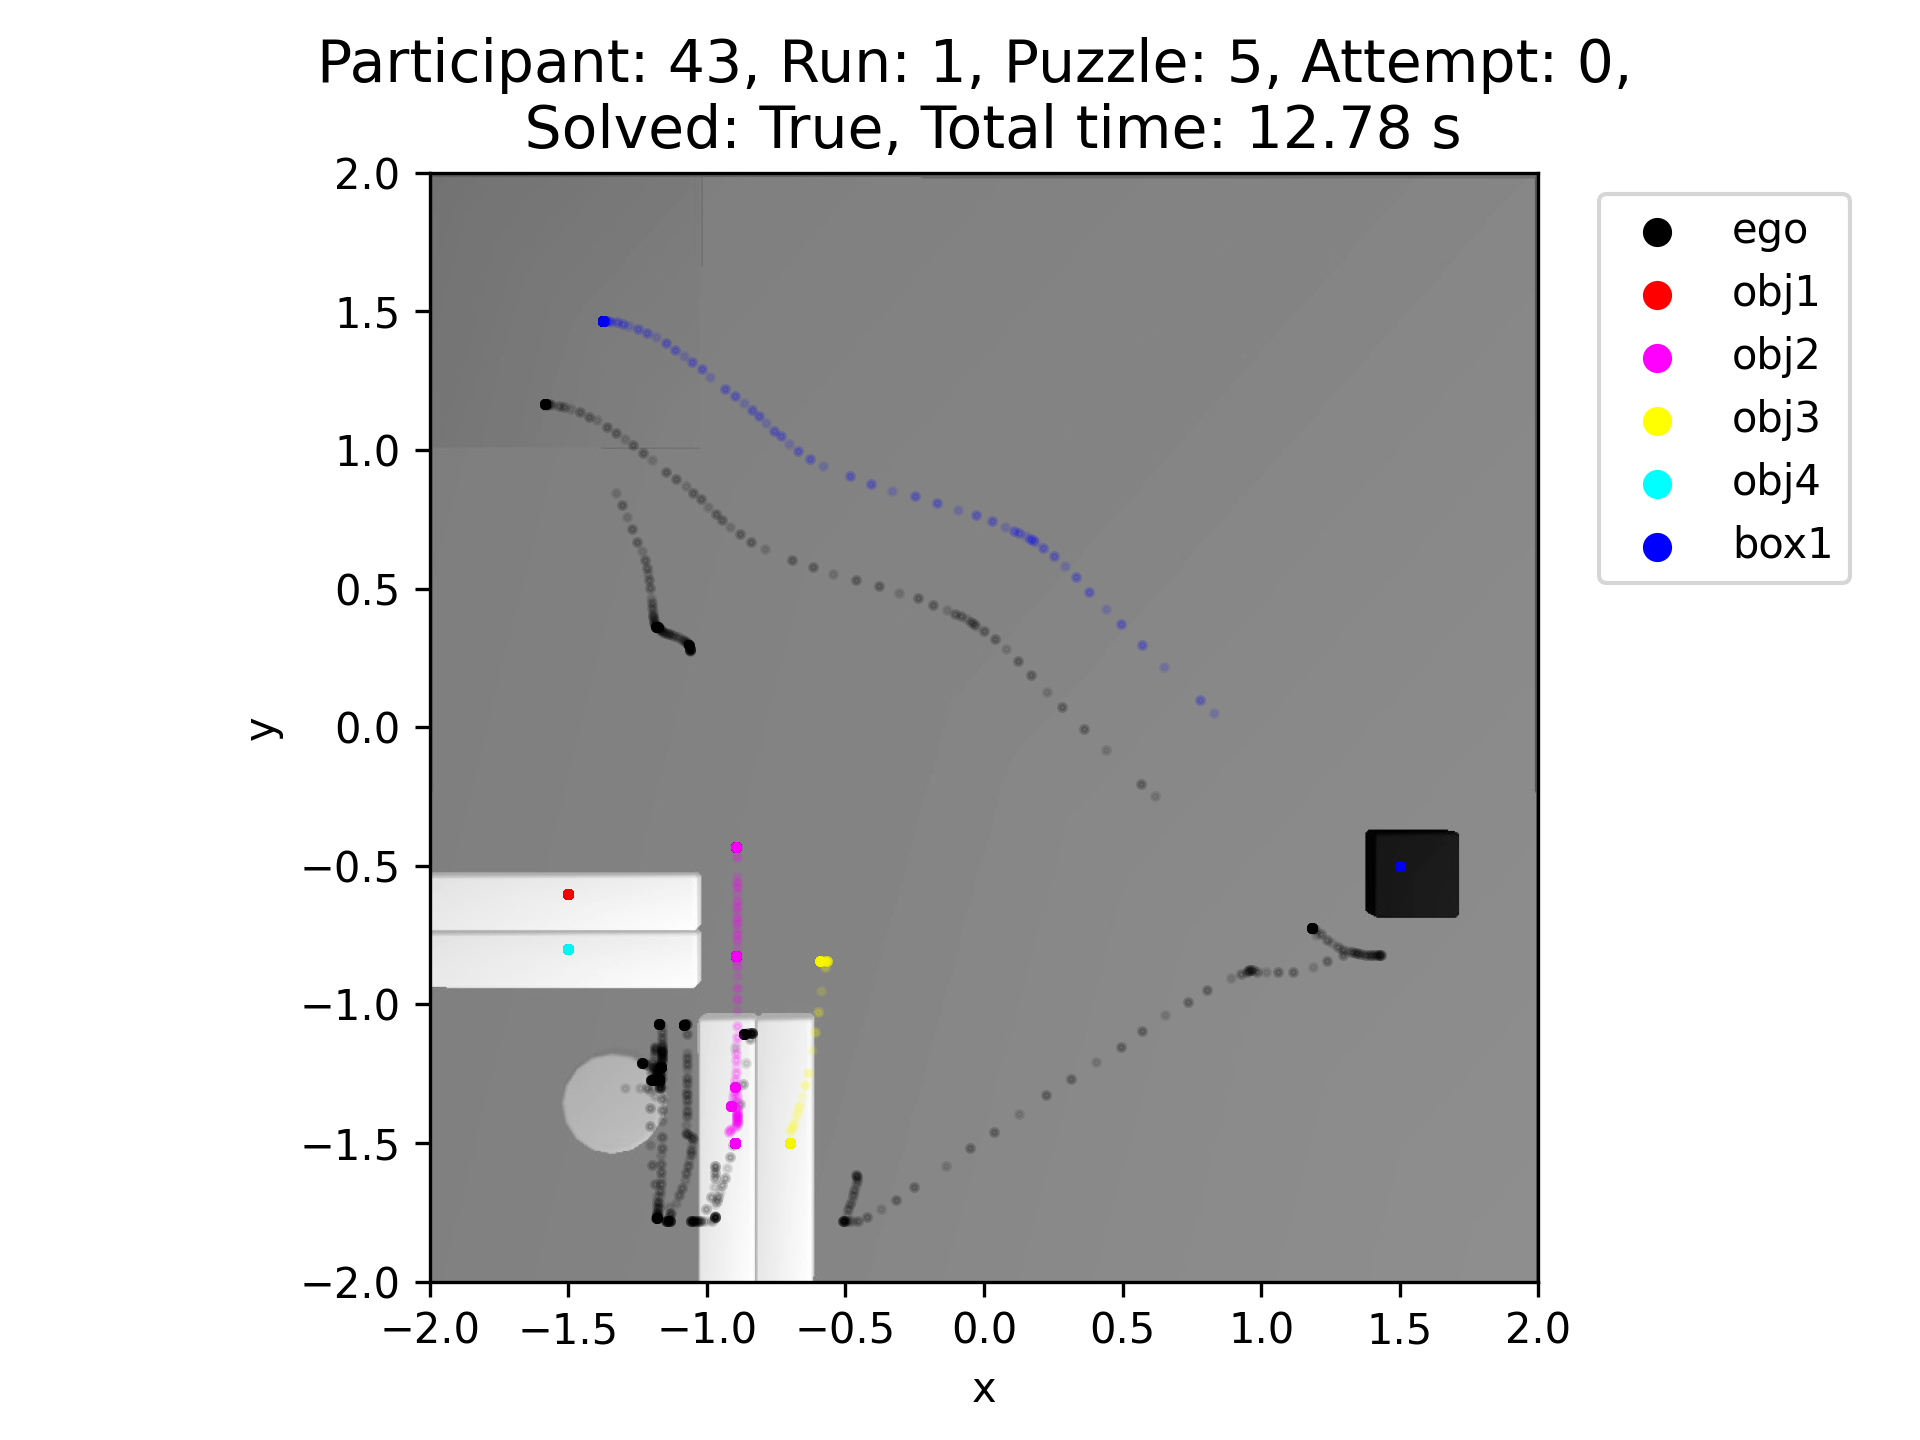 Participant: 43, Run: 1, Puzzle: 5, Attempt: 0,
Solved: True, Total time: 12.78 s
2.0
1.5
1.0
0.5
0.0
−0.5
−1.0
−1.5
−2.0
y
−2.0 −1.5 −1.0 −0.5 0.0 0.5 1.0 1.5 2.0
x
ego
obj1
obj2
obj3
obj4
box1